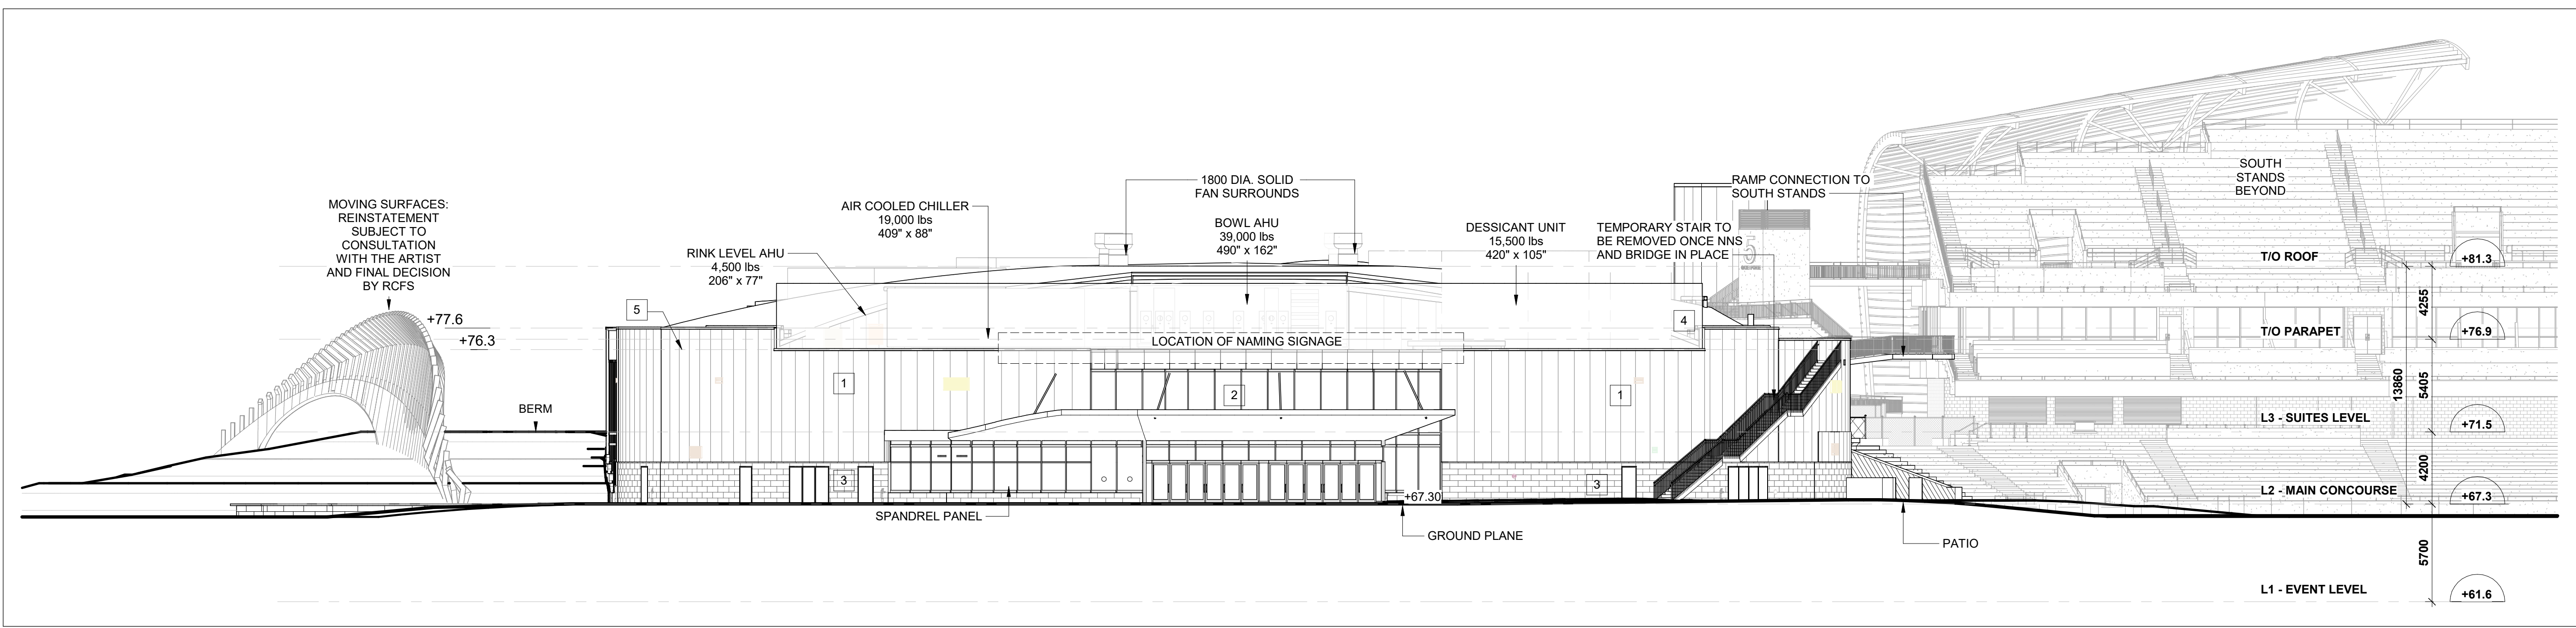 MOVING SURFACES:
REINSTATEMENT
SUBJECT TO
CONSULTATION
WITH THE ARTIST
AND FINAL DECISION
BY RCFS
+77.6
+76.3
BERM
5
RINK LEVEL AHU
4,500 lbs
206" x 77"
AIR COOLED CHILLER
19,000 lbs
409" x 88"
1800 DIA. SOLID
FAN SURROUNDS
BOWL AHU
39,000 lbs
490" x 162"
DESSICANT UNIT
15,500 lbs
420" x 105"
TEMPORARY STAIR TO
BE REMOVED ONCE NNS
AND BRIDGE IN PLACE
RAMP CONNECTION TO
SOUTH STANDS
5
SOUTH
STANDS
BEYOND
4
LOCATION OF NAMING SIGNAGE
1
2
1
3
3
+67.30
SPANDREL PANEL
GROUND PLANE
PATIO
T/O ROOF
+81.3
4255
T/O PARAPET
+76.9
13860
5405
L3 - SUITES LEVEL
+71.5
4200
L2 - MAIN CONCOURSE
+67.3
5700
L1 - EVENT LEVEL
+61.6